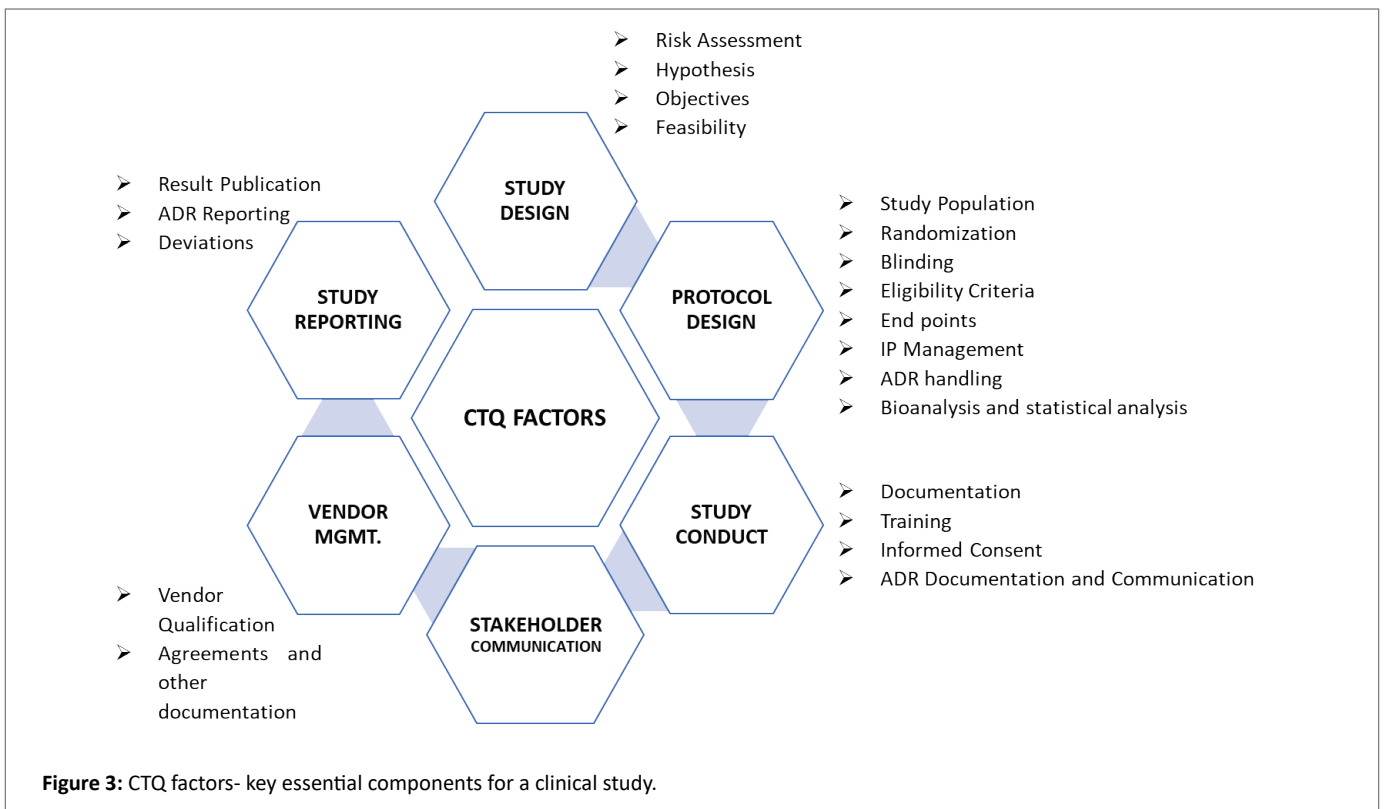 Risk Assessment
Hypothesis
Objectives
Feasibility
STUDY
DESIGN
Result Publication
ADR Reporting
Deviations
STUDY
REPORTING
PROTOCOL
DESIGN
Study Population
Randomization
Blinding
Eligibility Criteria
End points
IP Management
ADR handling
Bioanalysis and statistical analysis
CTQ FACTORS
VENDOR
MGMT.
STUDY
CONDUCT
Documentation
Training
Informed Consent
ADR Documentation and Communication
Vendor
Qualification
Agreements and
other
documentation
STAKEHOLDER
COMMUNICATION
Figure 3: CTQ factors- key essential components for a clinical study.